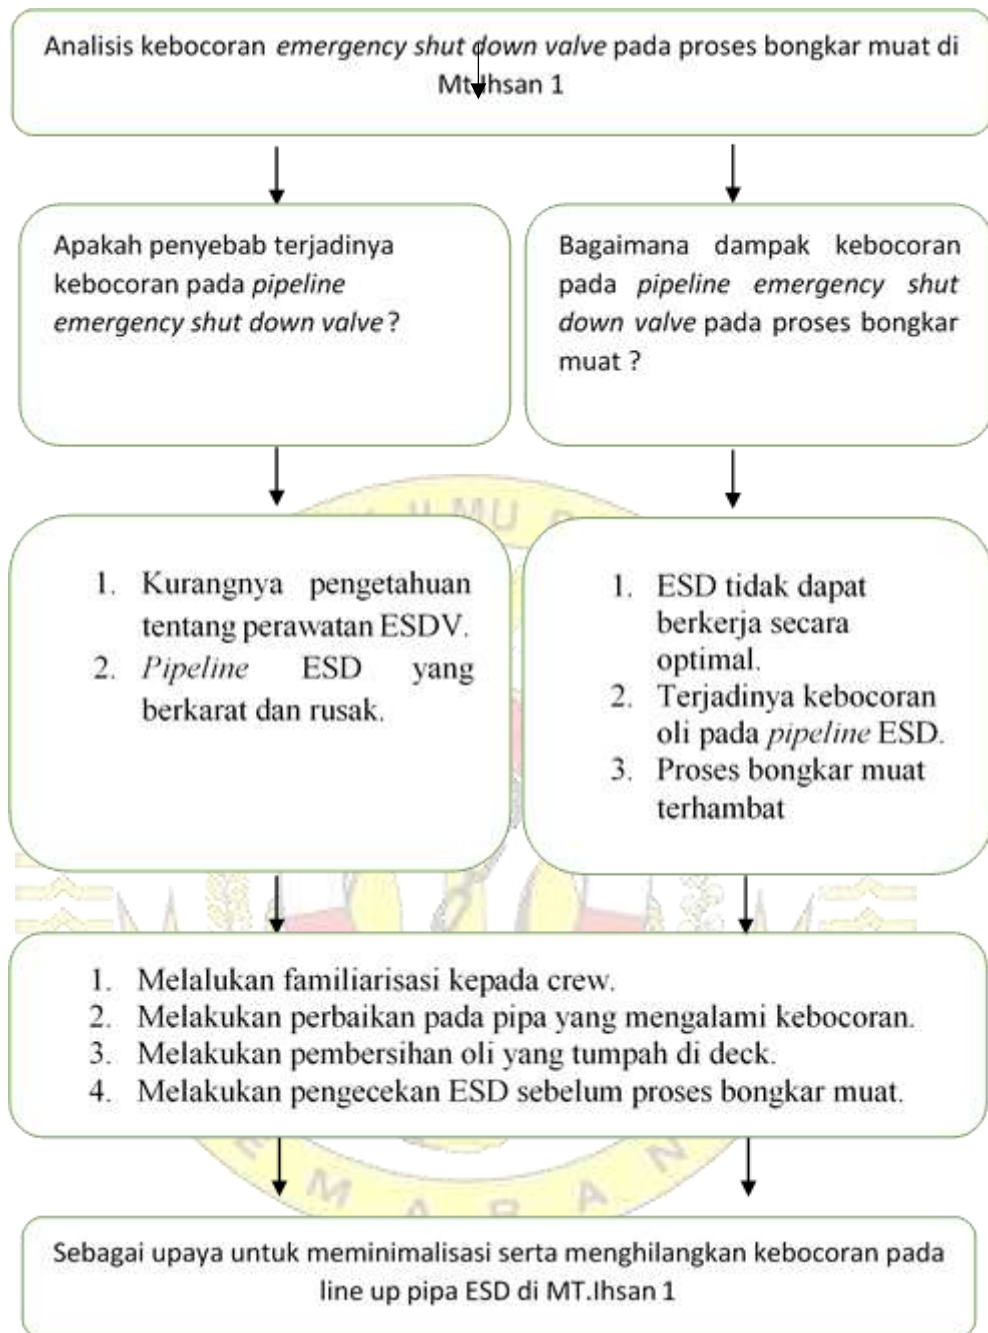 Analisis kebocoran emergency shut down valve pada proses bongkar muat di
Mt.Ihsan 1
Apakah penyebab terjadinya
kebocoran pada pipeline
emergency shut down valve?
Bagaimana dampak kebocoran
pada pipeline emergency shut
down valve pada proses bongkar
muat ?
1. Kurangnya pengetahuan
tentang perawatan ESDV.
2. Pipeline ESD yang
berkarat dan rusak.
1. ESD tidak dapat
berkerja secara
optimal.
2. Terjadinya kebocoran
oli pada pipeline ESD.
3. Proses bongkar muat
terhambat
1. Melalukan familiarisasi kepada crew.
2. Melakukan perbaikan pada pipa yang mengalami kebocoran.
3. Melakukan pembersihan oli yang tumpah di deck.
4. Melakukan pengecekan ESD sebelum proses bongkar muat.
Sebagai upaya untuk meminimalisasi serta menghilangkan kebocoran pada
line up pipa ESD di MT.Ihsan 1